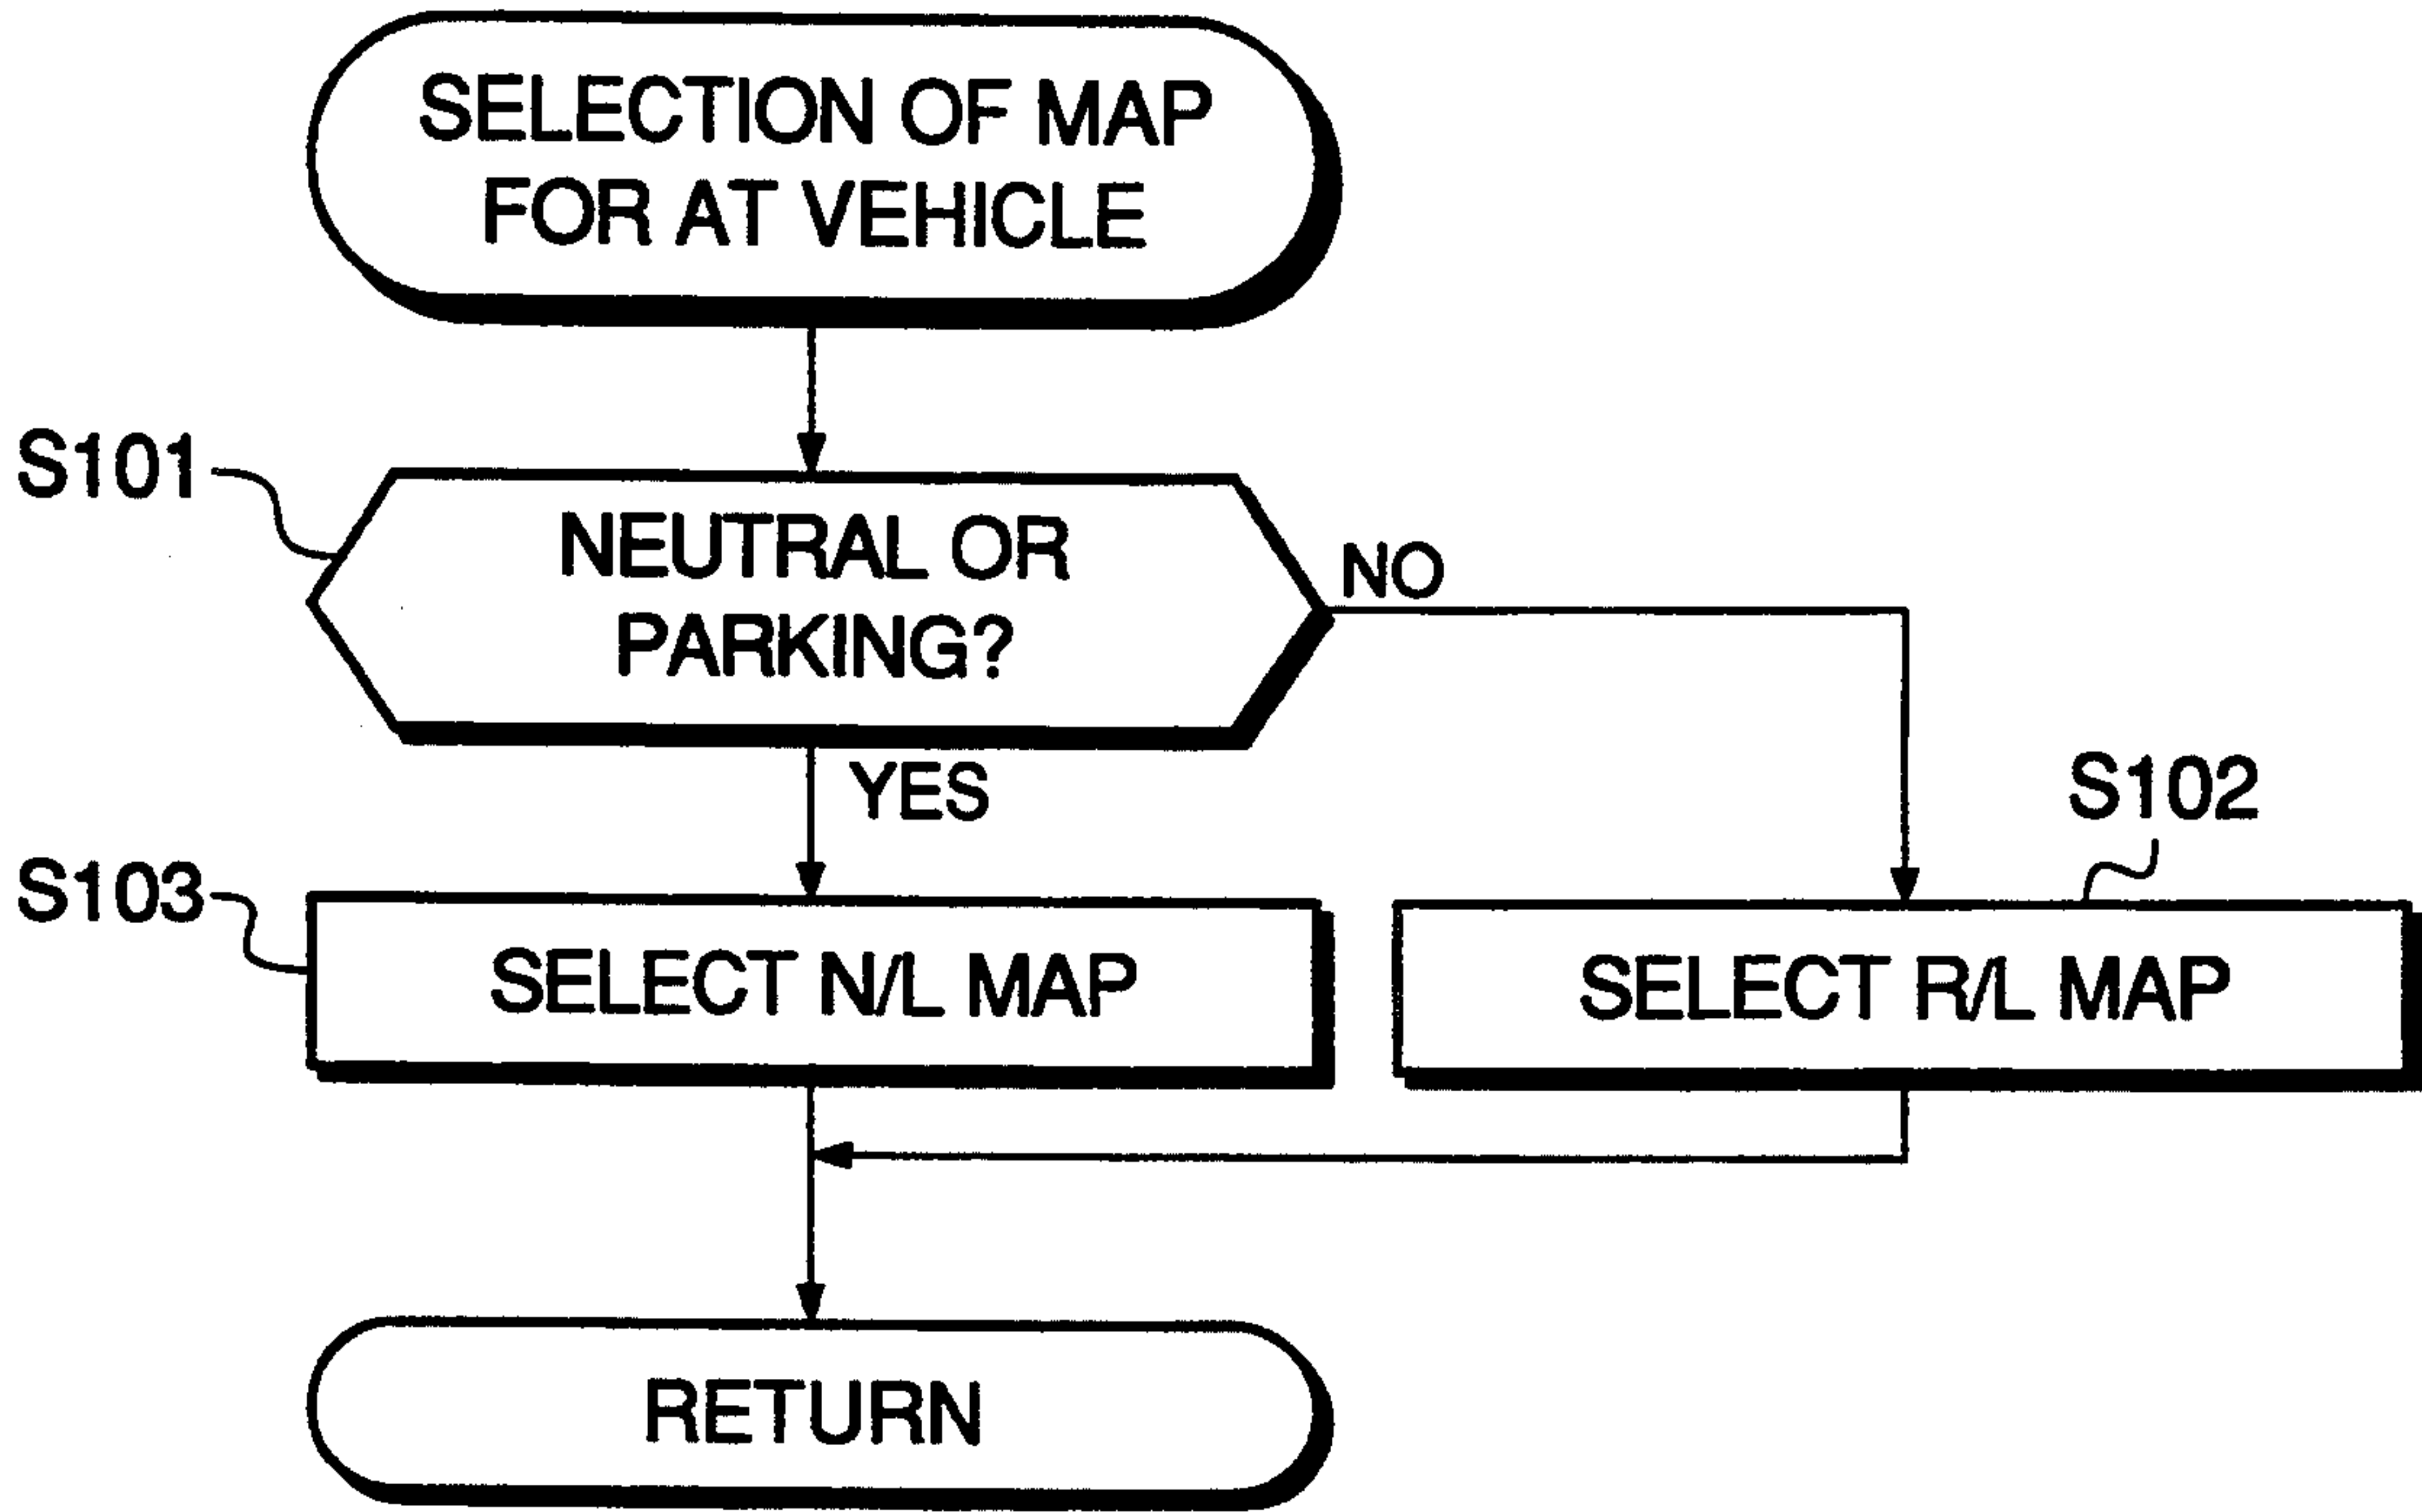 SELECTION OF MAP
FOR AT VEHICLE
S101
NEUTRAL OR
PARKING?
NO
YES
S102
S103
SELECT N/L MAP
SELECT R/L MAP
RETURN